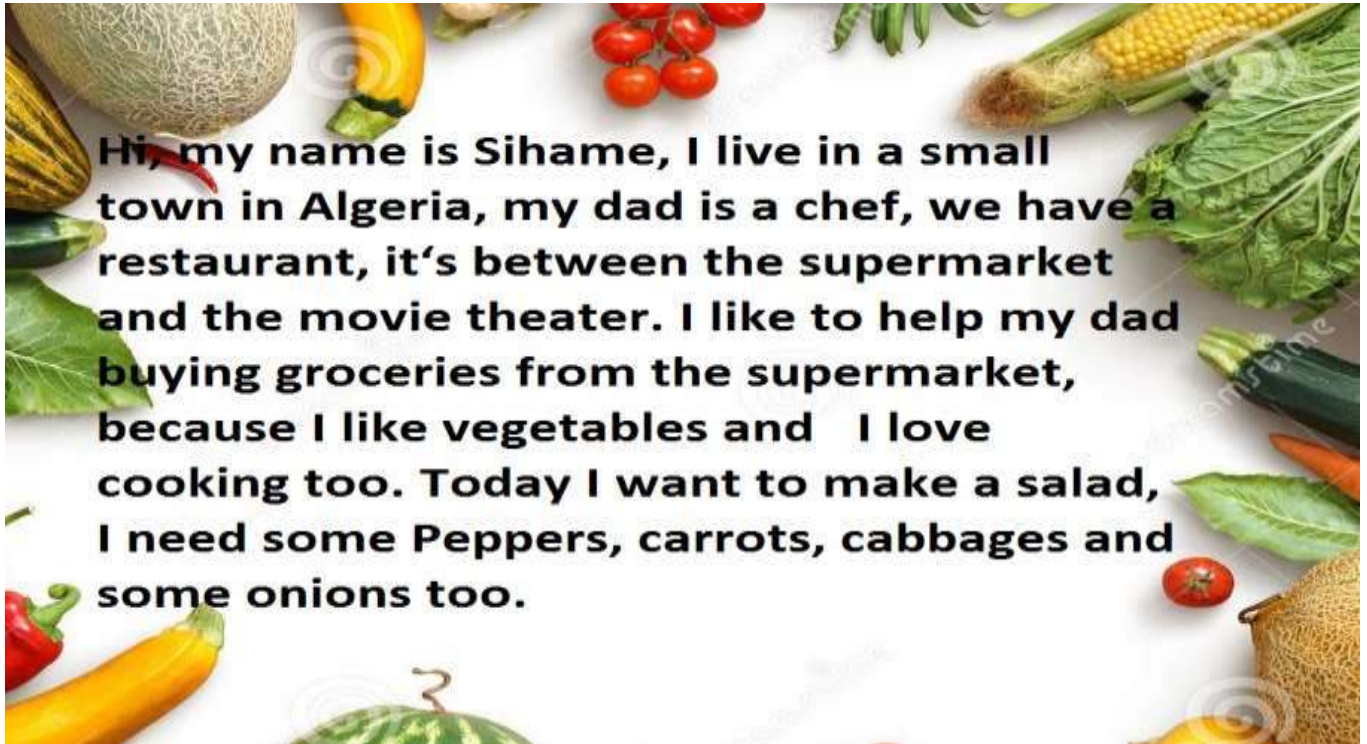 Hi, my name is Sihame, I live in a small
town in Algeria, my dad is a chef, we have a
restaurant, it‘s between the supermarket
and the movie theater. I like to help my dad
buying groceries from the supermarket,
because I like vegetables and   I love
cooking too. Today I want to make a salad,
I need some Peppers, carrots, cabbages and
some onions too.